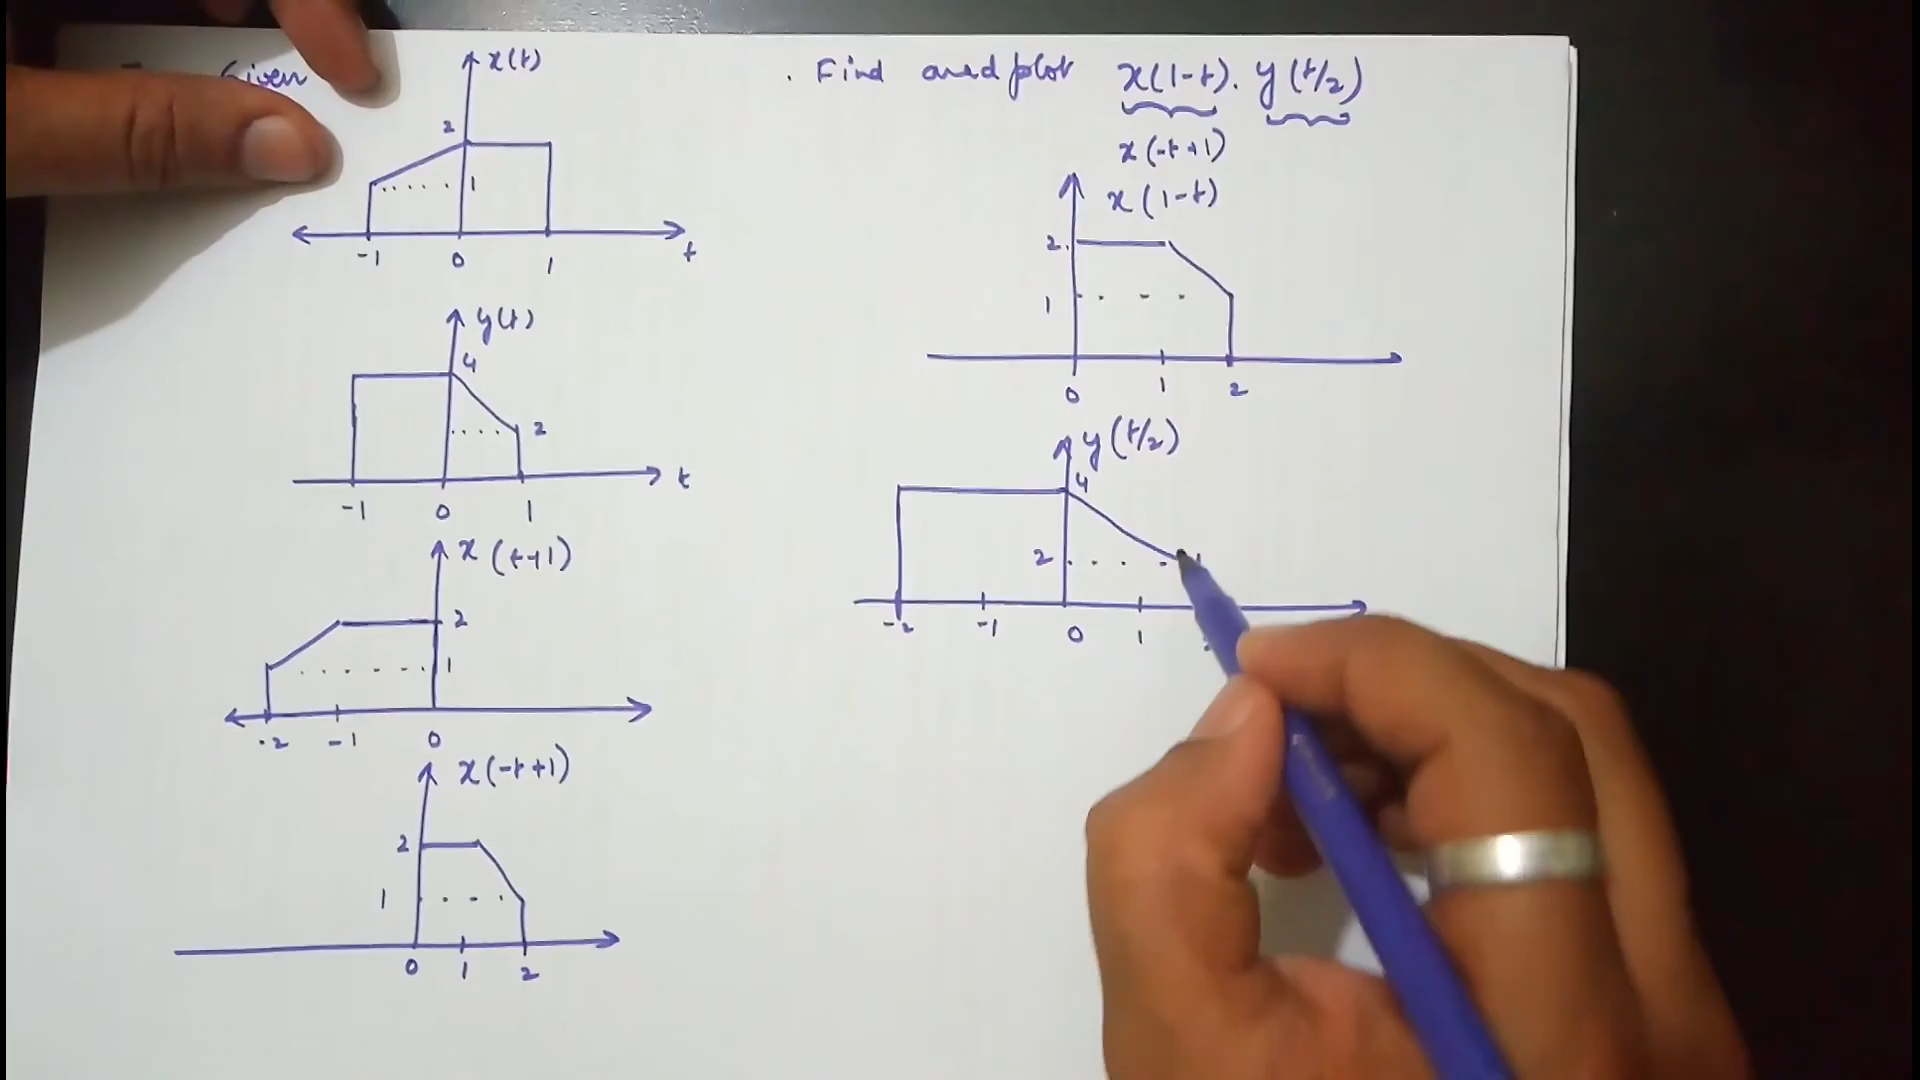 Given
. Find and plot x(1-t). y(t/2)
x(t)
2
1
-1 0 1
t
y(t)
4
2
-1 0 1
t
x(t+1)
2
1
-2 -1 0
x(-t+1)
2
1
0 1 2
x(-t+1)
x(1-t)
2
1
0 1 2
y(t/2)
4
2
-2 -1 0 1